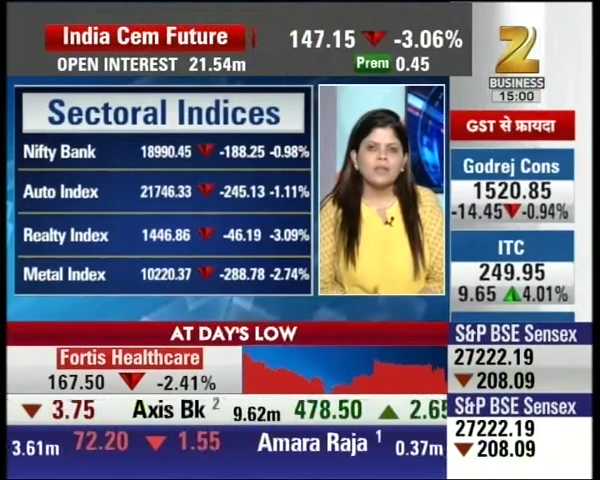 India Cem Future
147.15 -3.06%
OPEN INTEREST 21.54m
Prem 0.45
Z
BUSINESS
15:00
Sectoral Indices
Nifty Bank 18990.45 -188.25 -0.98%
Auto Index 21746.33 -245.13 -1.11%
Realty Index 1446.86 -46.19 -3.09%
Metal Index 10220.37 -288.78 -2.74%
GST से फ़ायदा
Godrej Cons
1520.85
-14.45 -0.94%
ITC
249.95
9.65 4.01%
AT DAY'S LOW
Fortis Healthcare
167.50 -2.41%
S&P BSE Sensex
27222.19
208.09
3.75 Axis Bk 2 9.62m 478.50 2.65
3.61m 72.20 1.55 Amara Raja 1 0.37m
S&P BSE Sensex
27222.19
208.09